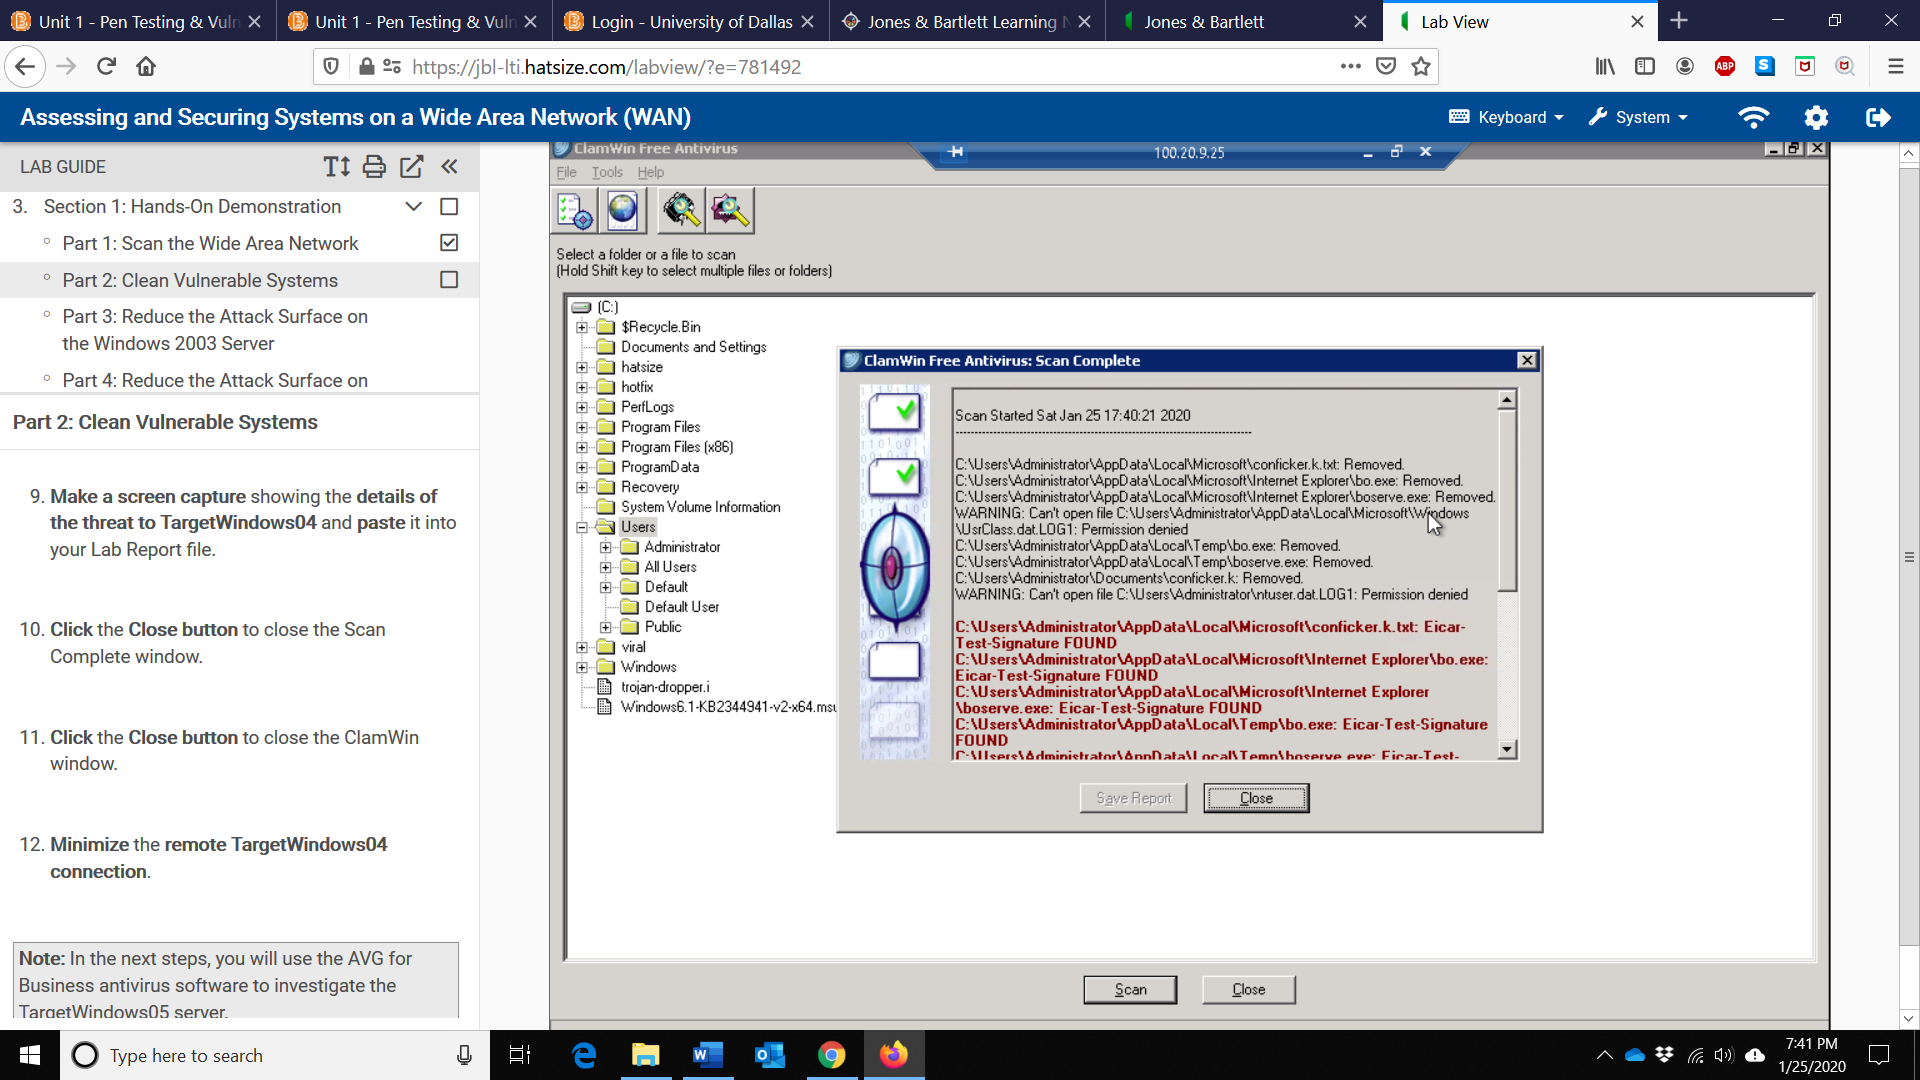 Unit 1 - Pen Testing & Vuln
Unit 1 - Pen Testing & Vuln
Login - University of Dallas
Jones & Bartlett Learning N
Jones & Bartlett
Lab View
https://jbl-lti.hatsize.com/labview/?e=781492
ABP
S
Assessing and Securing Systems on a Wide Area Network (WAN)
Keyboard
System
LAB GUIDE
3. Section 1: Hands-On Demonstration
Part 1: Scan the Wide Area Network
Part 2: Clean Vulnerable Systems
Part 3: Reduce the Attack Surface on
the Windows 2003 Server
Part 4: Reduce the Attack Surface on
Part 2: Clean Vulnerable Systems
9. Make a screen capture showing the details of
the threat to TargetWindows04 and paste it into
your Lab Report file.
10. Click the Close button to close the Scan
Complete window.
11. Click the Close button to close the ClamWin
window.
12. Minimize the remote TargetWindows04
connection.
Note: In the next steps, you will use the AVG for
Business antivirus software to investigate the
TargetWindows05 server.
ClamWin Free Antivirus
100.20.9.25
File Tools Help
Select a folder or a file to scan
(Hold Shift key to select multiple files or folders)
(C:)
$Recycle.Bin
Documents and Settings
hatsize
hotfix
PerfLogs
Program Files
Program Files (x86)
ProgramData
Recovery
System Volume Information
Users
Administrator
All Users
Default
Default User
Public
viral
Windows
trojan-dropper.i
Windows6.1-KB2344941-v2-x64.msu
ClamWin Free Antivirus: Scan Complete
Scan Started Sat Jan 25 17:40:21 2020
-------------------------------------------------------------------------------
C:\Users\Administrator\AppData\Local\Microsoft\conficker.k.txt: Removed.
C:\Users\Administrator\AppData\Local\Microsoft\Internet Explorer\bo.exe: Removed.
C:\Users\Administrator\AppData\Local\Microsoft\Internet Explorer\boserve.exe: Removed.
WARNING: Can't open file C:\Users\Administrator\AppData\Local\Microsoft\Windows
\UsrClass.dat.LOG1: Permission denied
C:\Users\Administrator\AppData\Local\Temp\bo.exe: Removed.
C:\Users\Administrator\AppData\Local\Temp\boserve.exe: Removed.
C:\Users\Administrator\Documents\conficker.k: Removed.
WARNING: Can't open file C:\Users\Administrator\ntuser.dat.LOG1: Permission denied
C:\Users\Administrator\AppData\Local\Microsoft\conficker.k.txt: Eicar-
Test-Signature FOUND
C:\Users\Administrator\AppData\Local\Microsoft\Internet Explorer\bo.exe:
Eicar-Test-Signature FOUND
C:\Users\Administrator\AppData\Local\Microsoft\Internet Explorer
\boserve.exe: Eicar-Test-Signature FOUND
C:\Users\Administrator\AppData\Local\Temp\bo.exe: Eicar-Test-Signature
FOUND
C:\Users\Administrator\AppData\Local\Temp\boserve.exe: Eicar-Test-
Save Report
Close
Scan
Close
Type here to search
7:41 PM
1/25/2020